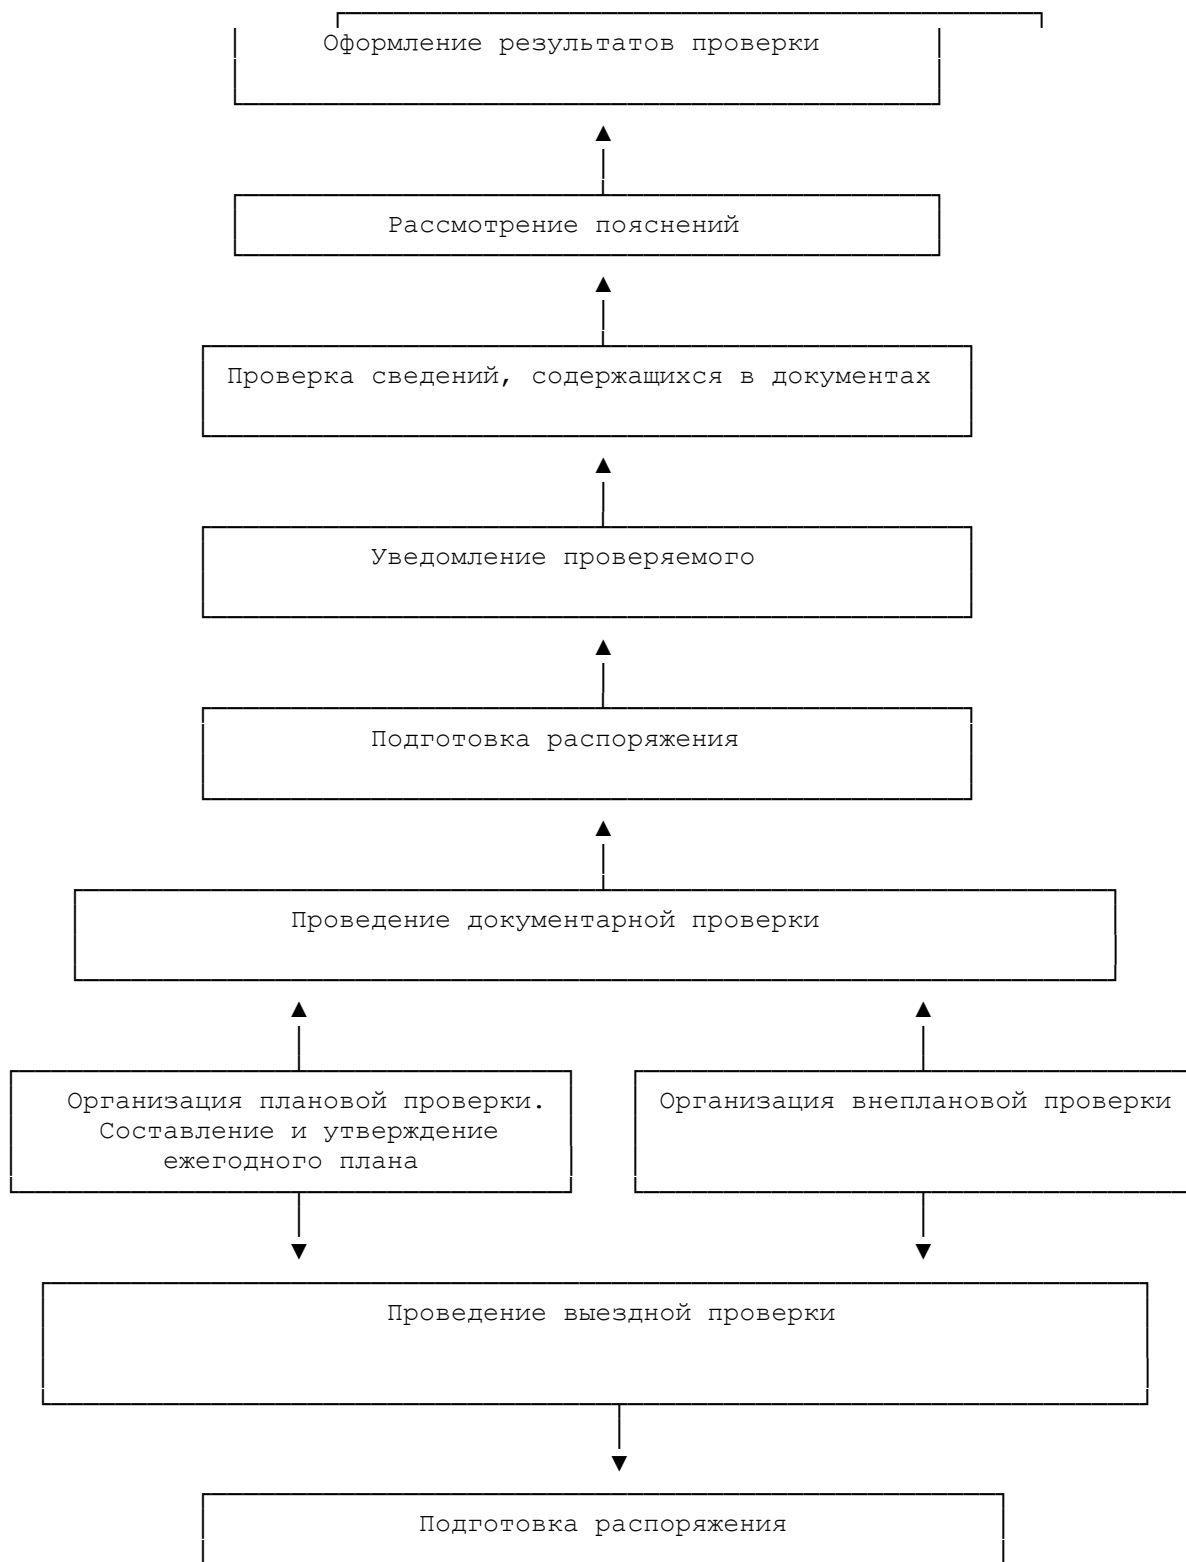 Оформление результатов проверки
Рассмотрение пояснений
Проверка сведений, содержащихся в документах
Уведомление проверяемого
Подготовка распоряжения
Проведение документарной проверки
Организация плановой проверки.
Составление и утверждение
ежегодного плана
Организация внеплановой проверки
Проведение выездной проверки
Подготовка распоряжения